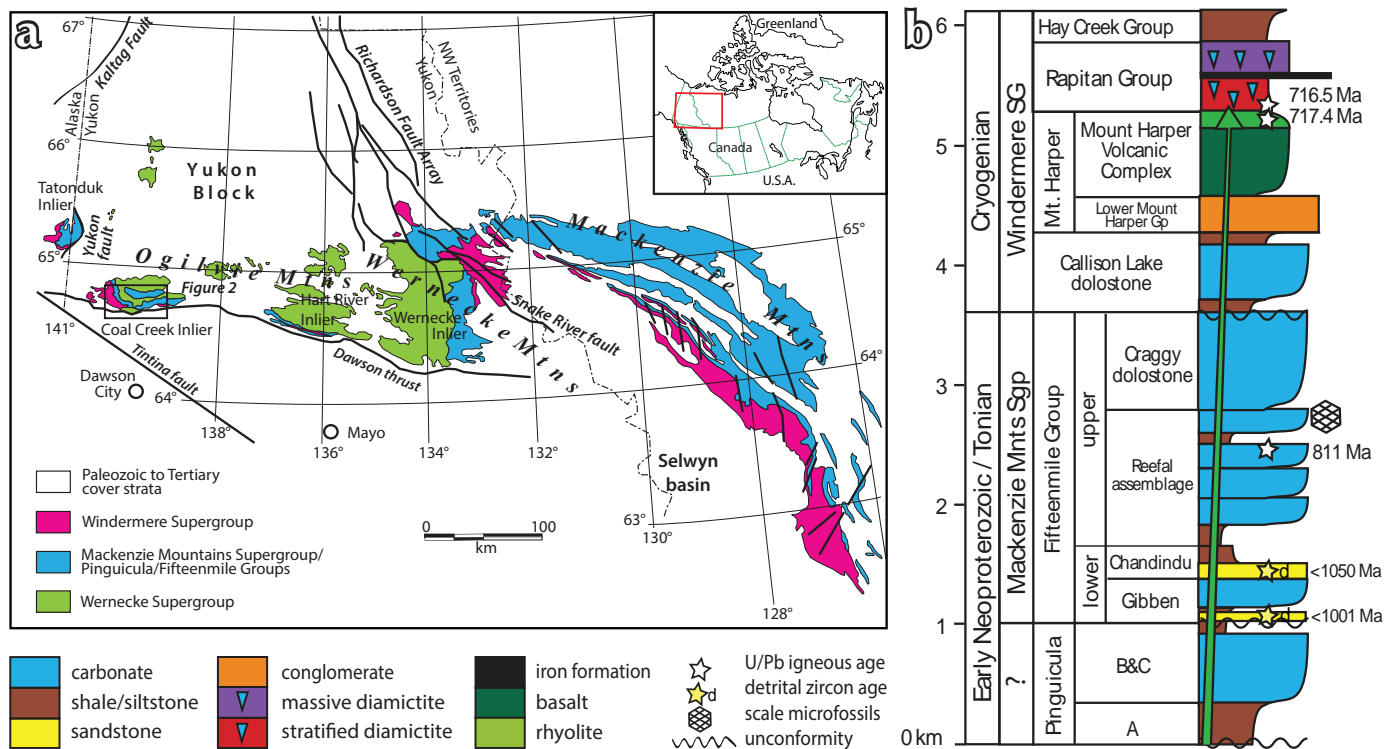 a
67°
Kaltag Fault
Alaska
Yukon
66°
Yukon
Block
Richardson Fault Array
NW Territories
Yukon
Greenland
Canada
U.S.A.
Tatonduk
Inlier
Yukon
fault
65°
65°
Ogilvie Mtns
Wernecke Mtns
Mackenzie Mtns
Figure 2
Hart River
Inlier
Wernecke
Inlier
Snake River fault
141°
Coal Creek Inlier
Tintina fault
Dawson thrust
64°
Dawson
City
64°
138°
Mayo
136°
134°
132°
Selwyn
basin
63°
130°
128°
Paleozoic to Tertiary
cover strata
Windermere Supergroup
Mackenzie Mountains Supergroup/
Pinguicula/Fifteenmile Groups
Wernecke Supergroup
0 100
km
carbonate
shale/siltstone
sandstone
conglomerate
massive diamictite
stratified diamictite
iron formation
basalt
rhyolite
U/Pb igneous age
d
detrital zircon age
scale microfossils
unconformity
b
6
5
4
3
2
1
0 km
Cryogenian
Early Neoproterozoic / Tonian
Windermere SG
Mackenzie Mnts Sgp
?
Hay Creek Group
Rapitan Group
Mt. Harper
Mount Harper
Volcanic
Complex
Lower Mount
Harper Gp
Callison Lake
dolostone
Fifteenmile Group
upper
Craggy
dolostone
Reefal
assemblage
lower
Chandindu
Gibben
Pinguicula
B&C
A
716.5 Ma
717.4 Ma
811 Ma
d
<1050 Ma
d
<1001 Ma